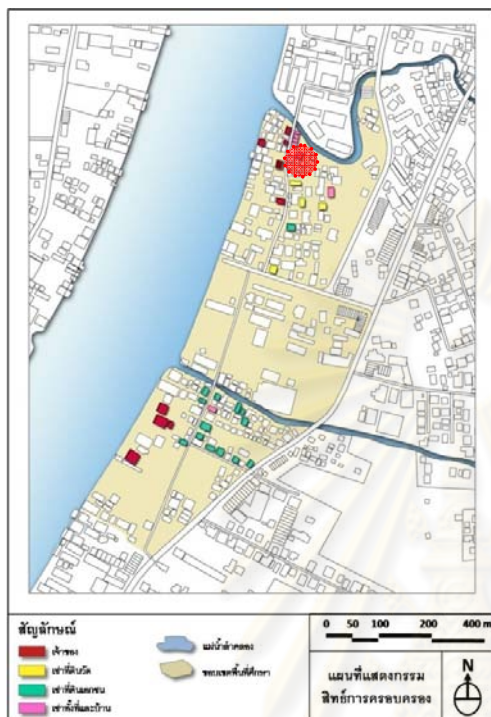 สัญลักษณ์
เจ้าของ
เช่าที่ดินวัด
เช่าที่ดินเอกชน
เช่าทั้งที่และบ้าน
แม่น้ำลำคลอง
ขอบเขตพื้นที่ศึกษา
0 50 100 200 400 m
แผนที่แสดงกรรม
สิทธ์การครอบครอง
N